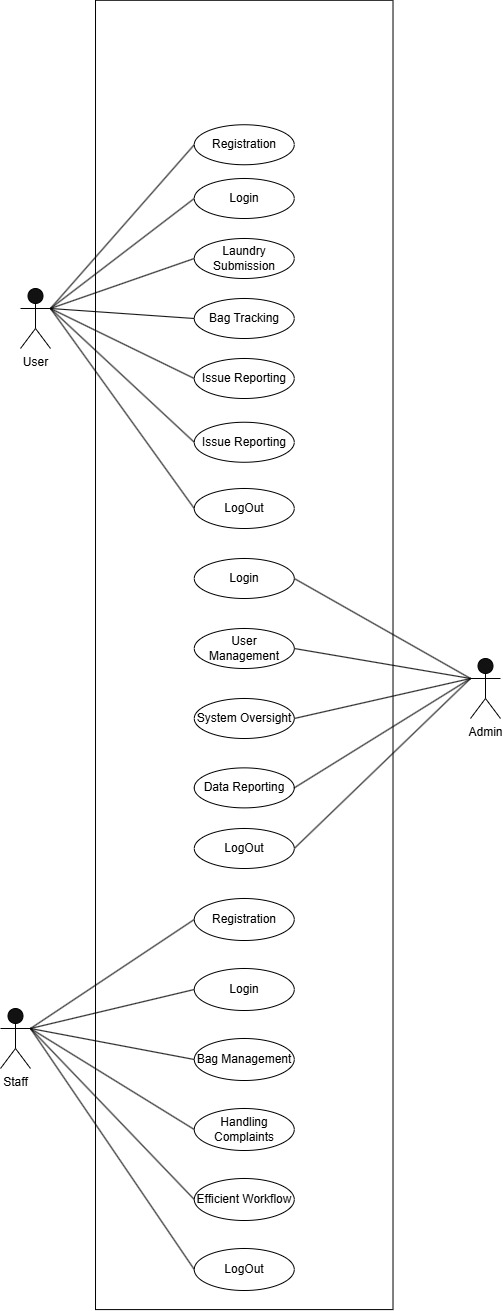 Registration
Login
Laundry
Submission
Bag Tracking
User
Issue Reporting
Issue Reporting
LogOut
Login
User
Management
System Oversight
Admin
Data Reporting
LogOut
Registration
Login
Staff
Bag Management
Handling
Complaints
Efficient Workflow
LogOut